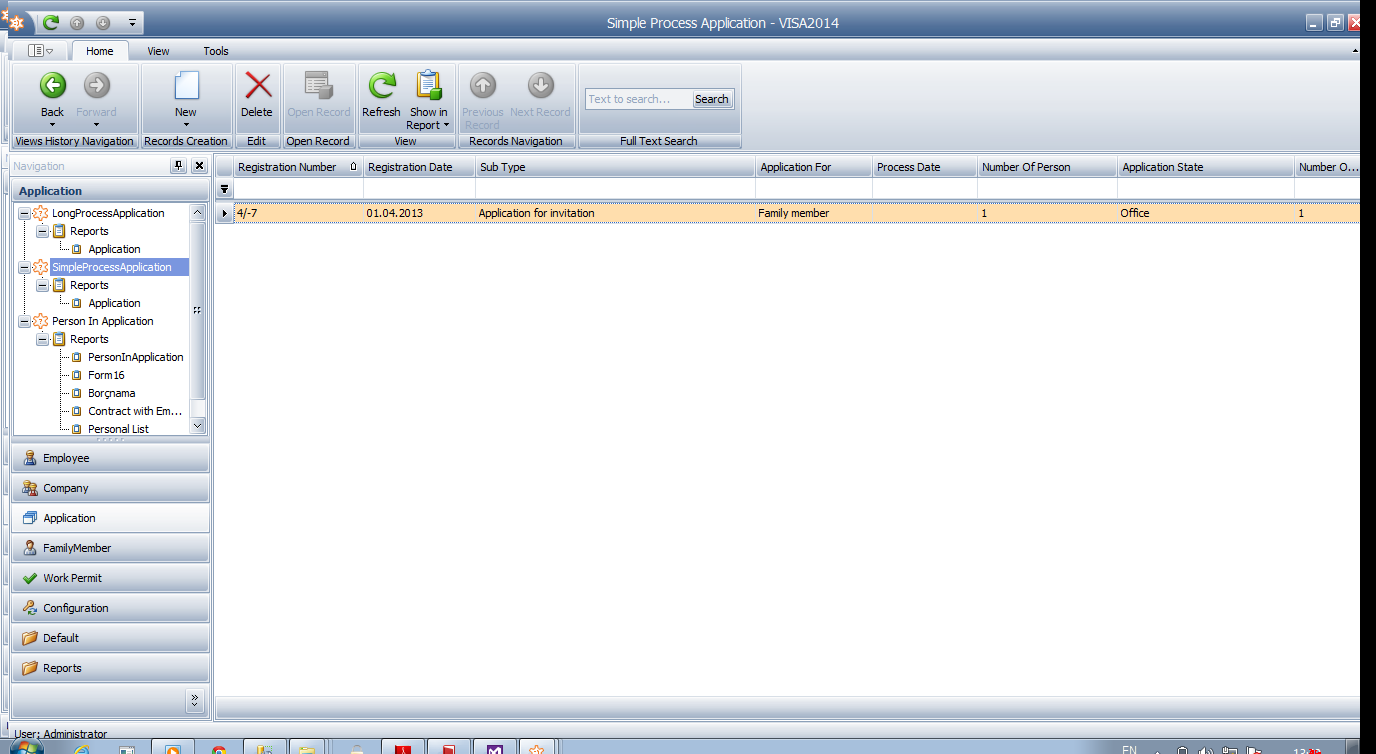 Simple Process Application - VISA2014
Home View Tools
Back Forward New Delete Open Record Refresh Show in Report Previous Record Next Record Text to search... Search
Views History Navigation Records Creation Edit Open Record View Records Navigation Full Text Search
Navigation
Application
LongProcessApplication
Reports
Application
SimpleProcessApplication
Reports
Application
Person In Application
Reports
PersonInApplication
Form16
Borçnama
Contract with Em...
Personal List
Employee
Company
Application
FamilyMember
Work Permit
Configuration
Default
Reports
Registration Number Registration Date Sub Type Application For Process Date Number Of Person Application State Number O...
4/-7 01.04.2013 Application for invitation Family member 1 Office 1
User: Administrator
EN